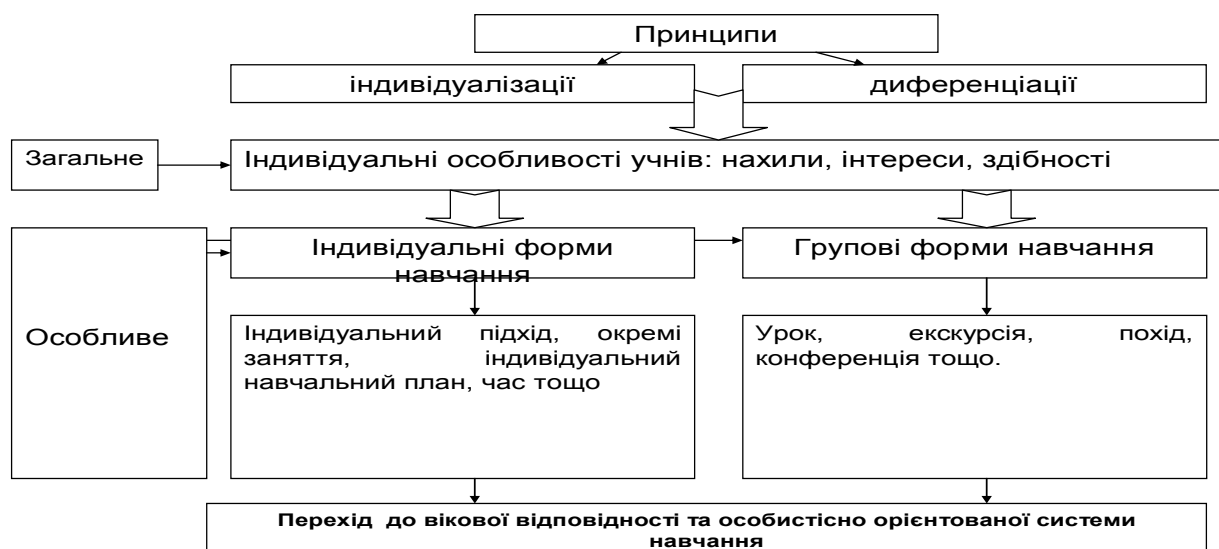 Принципи
індивідуалізації
диференціації
Загальне
Індивідуальні особливості учнів: нахили, інтереси, здібності
Особливе
Індивідуальні форми
навчання
Групові форми навчання
Індивідуальний підхід, окремі
заняття, індивідуальний
навчальний план, час тощо
Урок, екскурсія, похід,
конференція тощо.
Перехід до вікової відповідності та особистісно орієнтованої системи
навчання